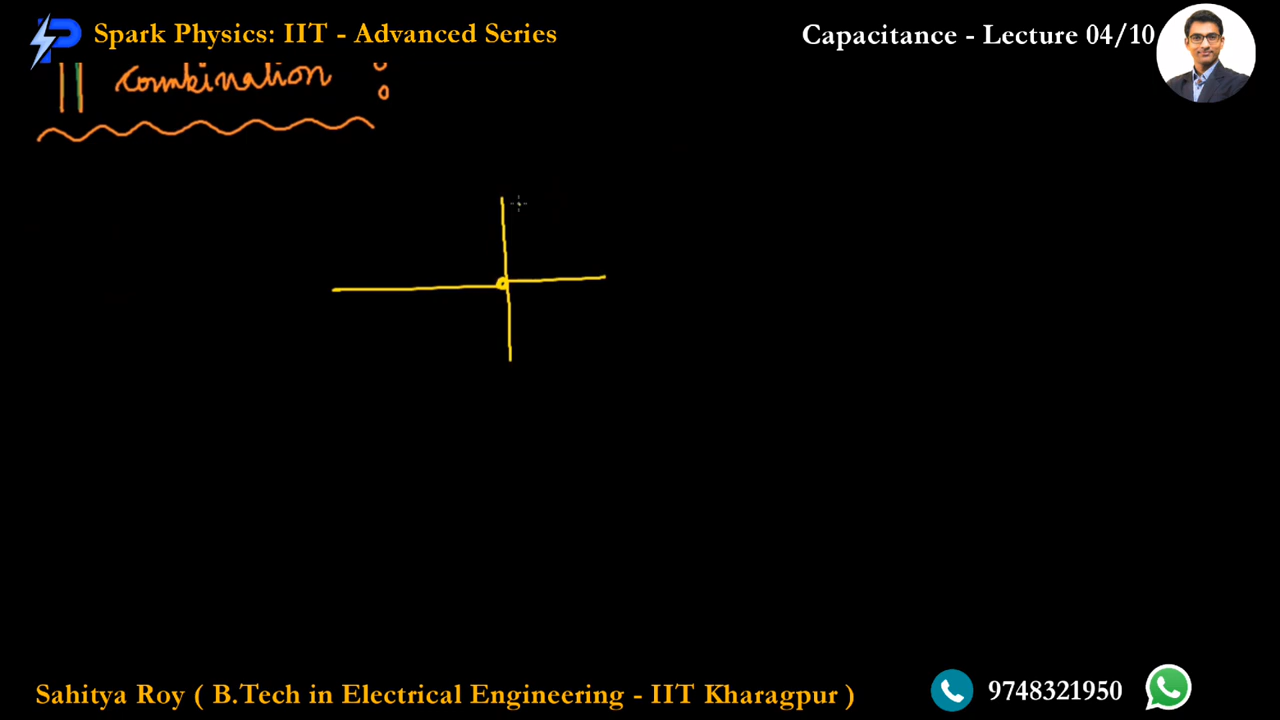 Spark Physics: IIT - Advanced Series
Capacitance - Lecture 04/10
|| Combination :
Sahitya Roy ( B.Tech in Electrical Engineering - IIT Kharagpur )
9748321950